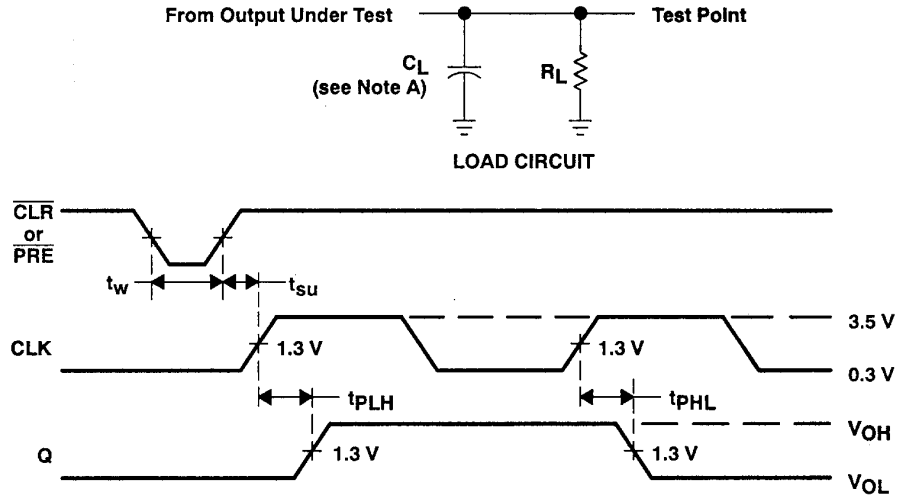 From Output Under Test
Test Point
CL
(see Note A)
RL
LOAD CIRCUIT
CLR
or
PRE
tw
tsu
CLK
1.3 V
1.3 V
3.5 V
0.3 V
tPLH
tPHL
Q
1.3 V
1.3 V
VOH
VOL